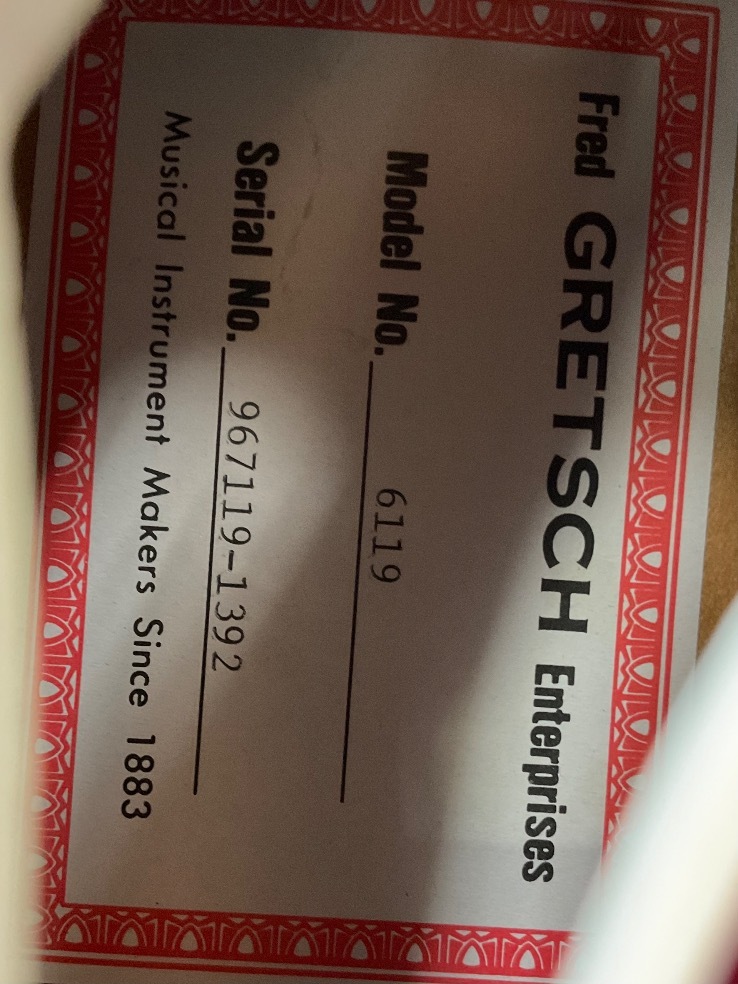 Fred GRETSCH Enterprises
Model No. 6119
Serial No. 967119-1392
Musical Instrument Makers Since 1883